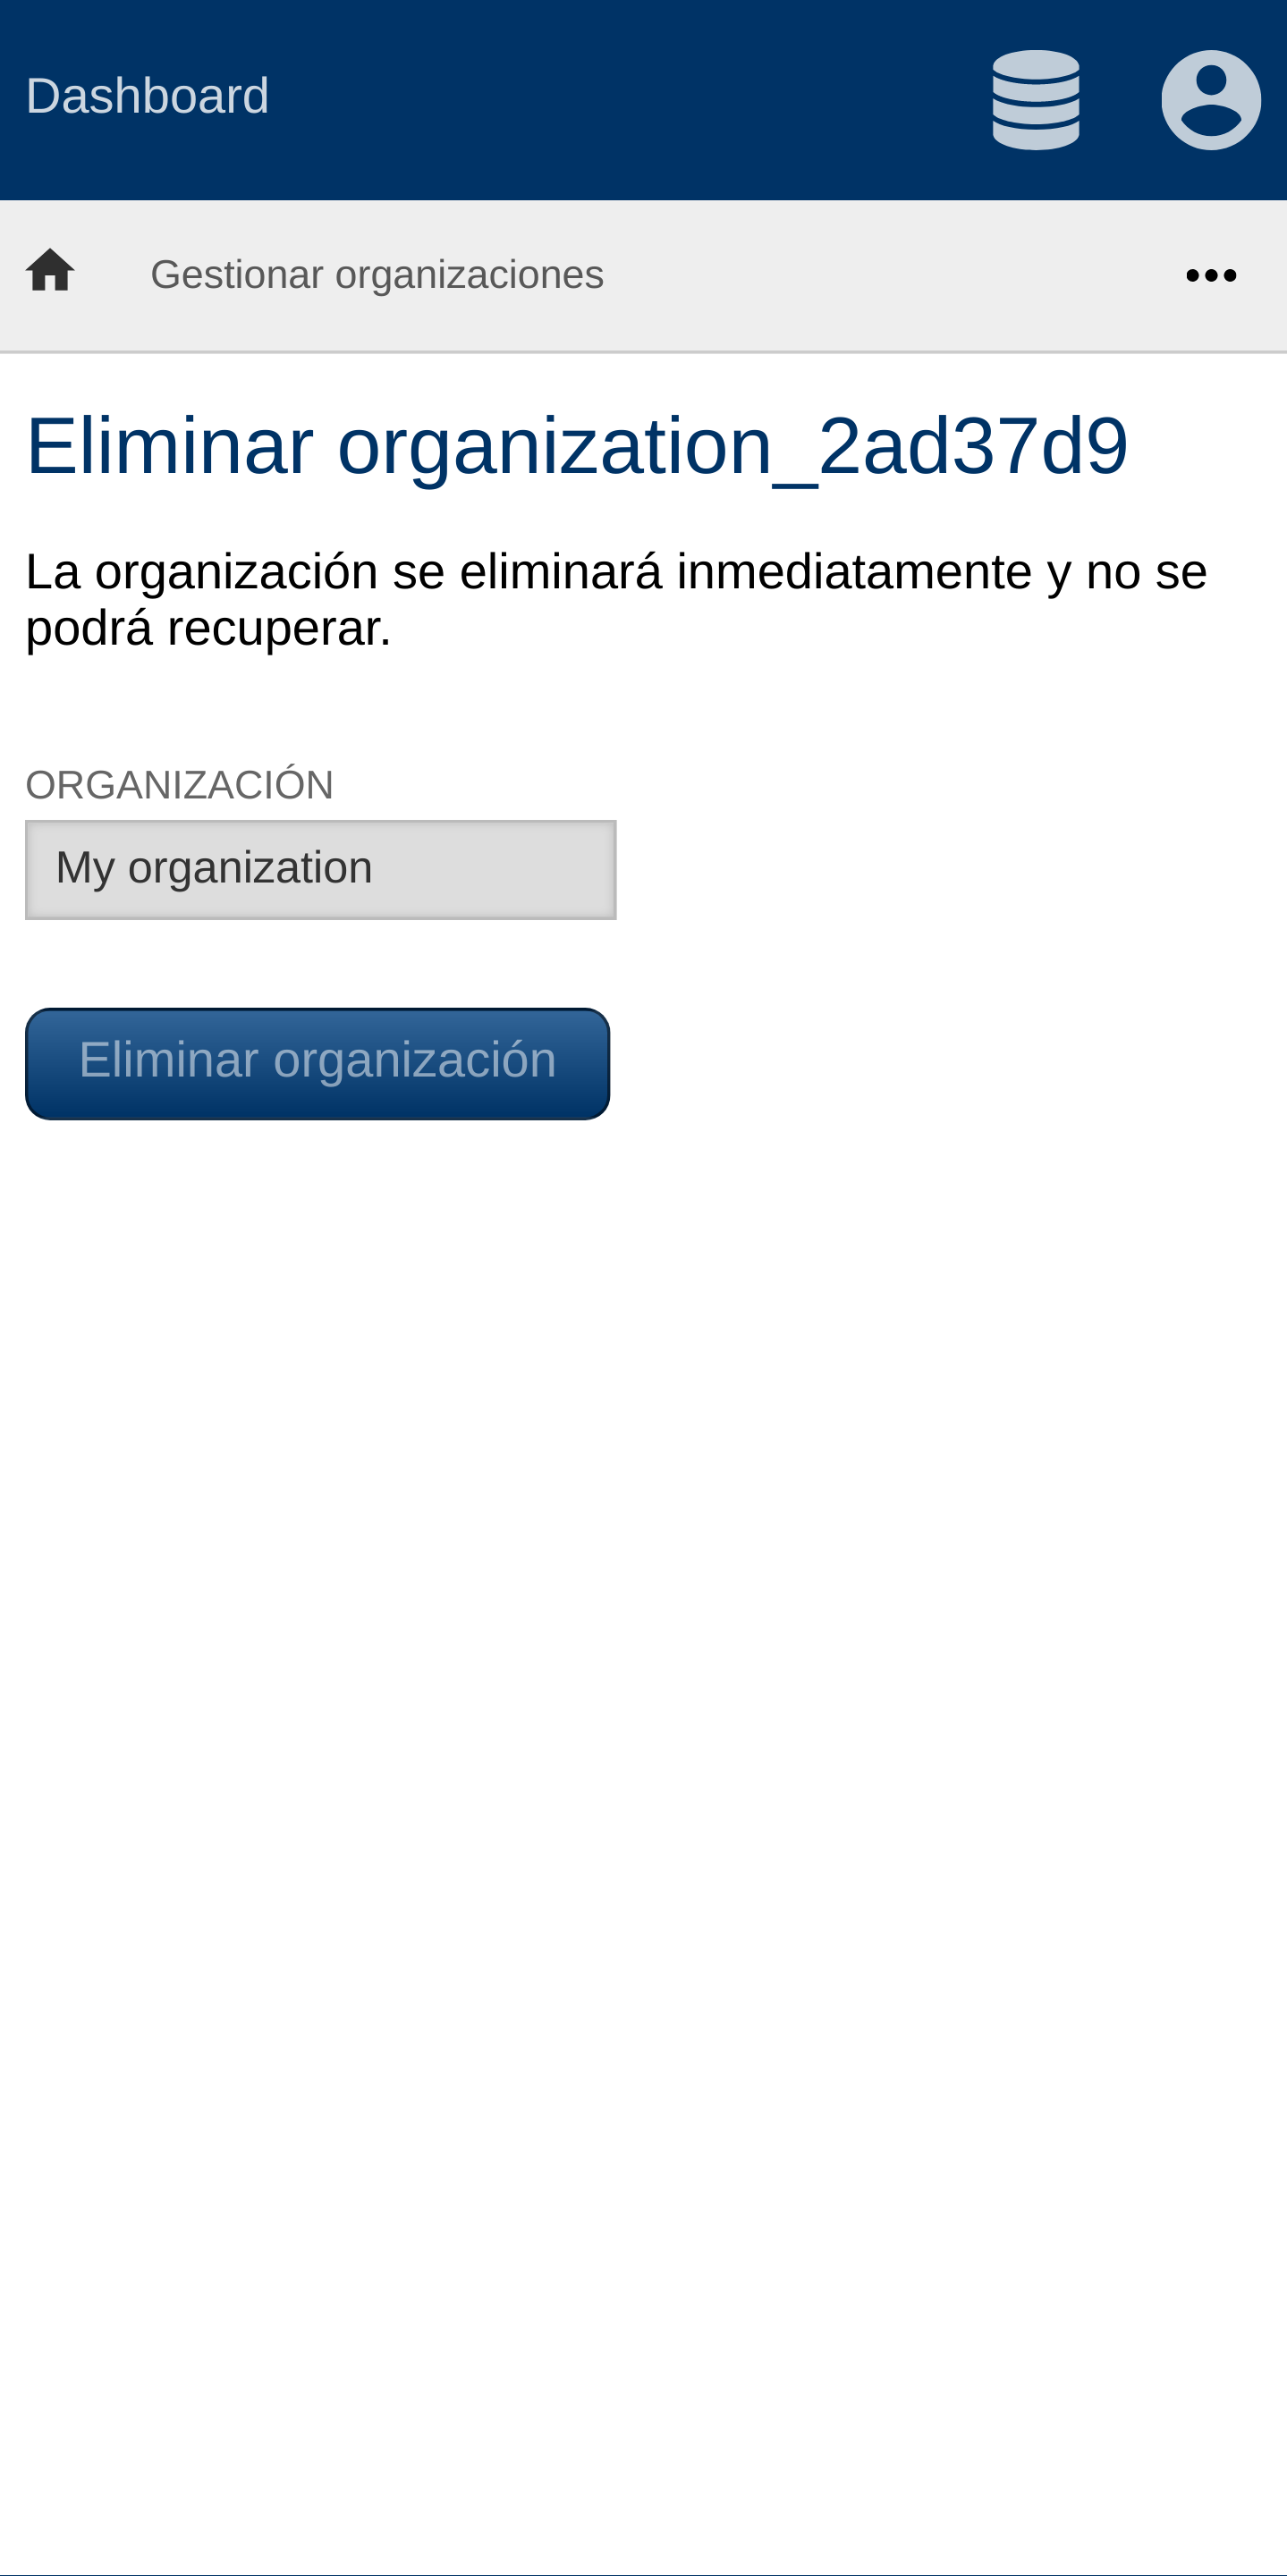 Dashboard
Gestionar organizaciones
Eliminar organization_2ad37d9
La organización se eliminará inmediatamente y no se
podrá recuperar.
ORGANIZACIÓN
My organization
Eliminar organización